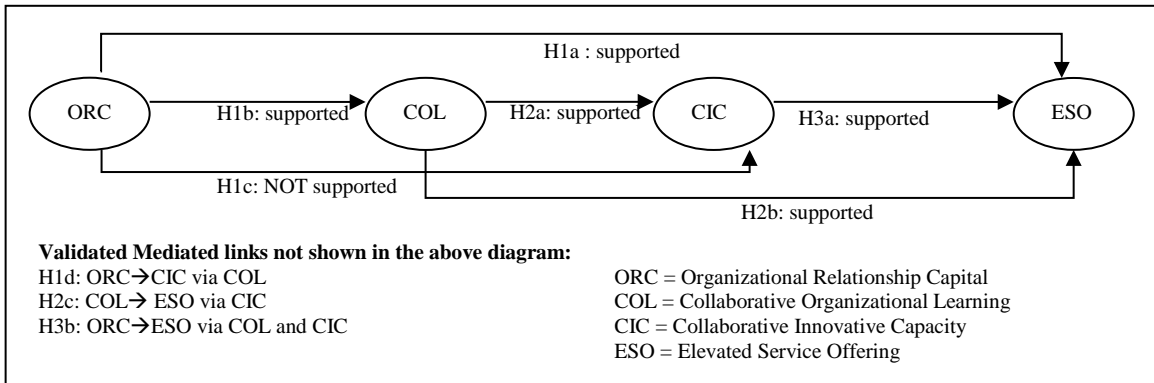 H1a : supported
ORC
H1b: supported
COL
H2a: supported
CIC
H3a: supported
ESO
H1c: NOT supported
H2b: supported
Validated Mediated links not shown in the above diagram:
H1d: ORC→CIC via COL
H2c: COL→ ESO via CIC
H3b: ORC→ESO via COL and CIC
ORC = Organizational Relationship Capital
COL = Collaborative Organizational Learning
CIC = Collaborative Innovative Capacity
ESO = Elevated Service Offering